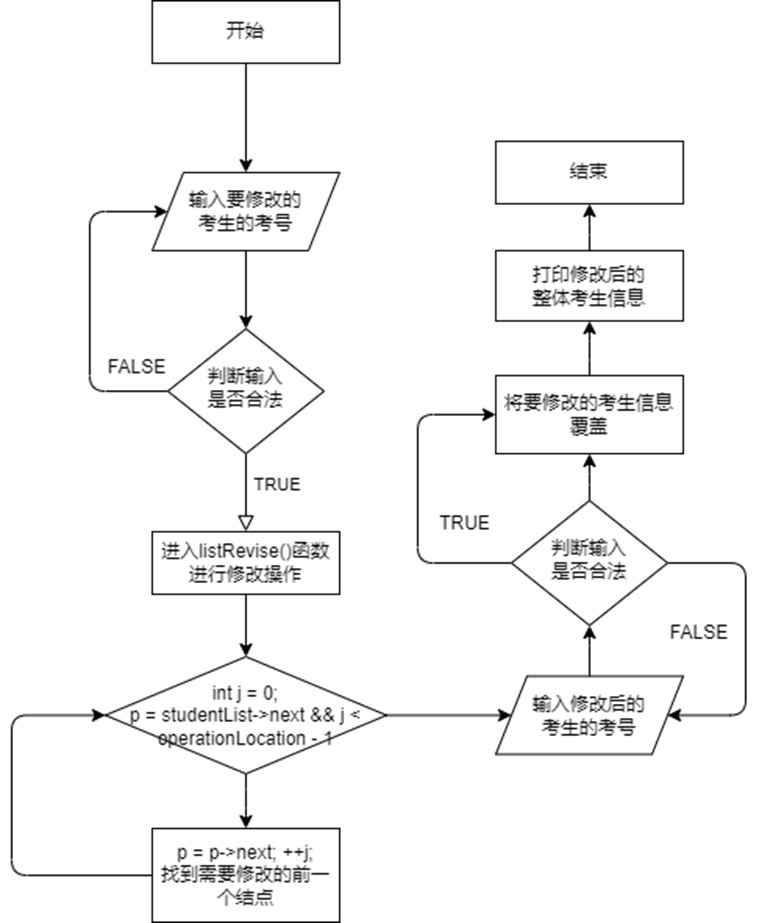 开始
输入要修改的
考生的考号
FALSE
判断输入
是否合法
TRUE
进入listRevise()函数
进行修改操作
int j = 0;
p = studentList->next && j <
operationLocation - 1
p = p->next; ++j;
找到需要修改的前一
个结点
结束
打印修改后的
整体考生信息
将要修改的考生信息
覆盖
TRUE
判断输入
是否合法
FALSE
输入修改后的
考生的考号